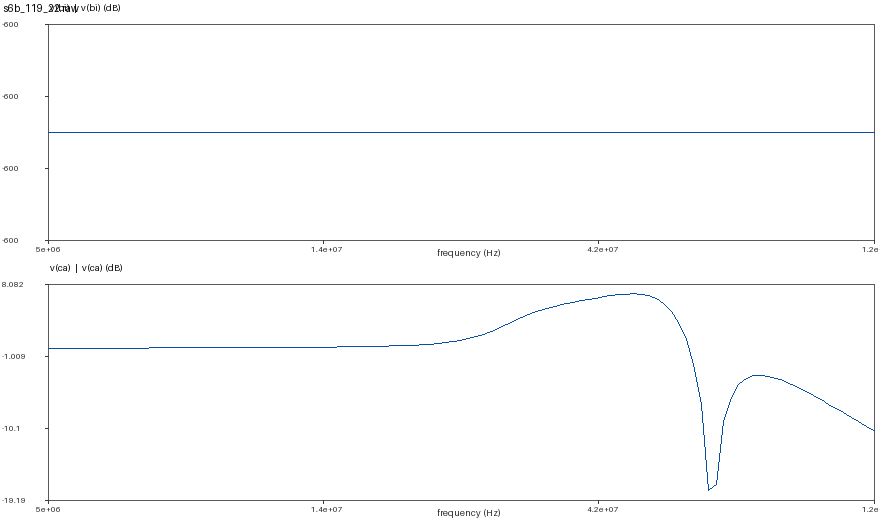 s6b_119_22.raw
v(bi) (dB)
-600
-600
-600
-600
5e+06
1.4e+07
4.2e+07
1.2e
frequency (Hz)
v(ca) | v(ca) (dB)
8.082
-1.009
-10.1
-19.19
5e+06
1.4e+07
4.2e+07
1.2e
frequency (Hz)